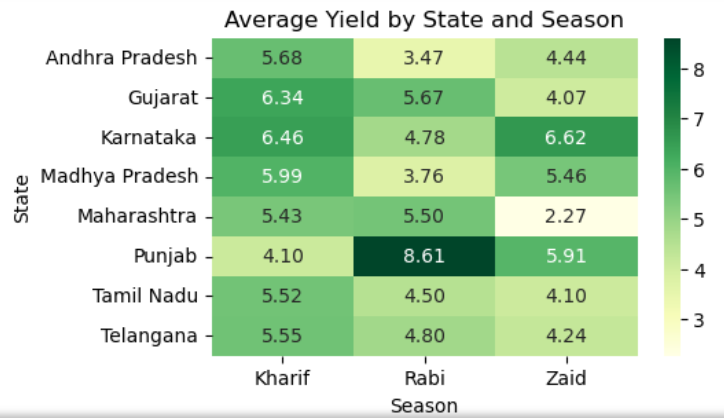 Average Yield by State and Season
State
Andhra Pradesh 5.68 3.47 4.44
Gujarat 6.34 5.67 4.07
Karnataka 6.46 4.78 6.62
Madhya Pradesh 5.99 3.76 5.46
Maharashtra 5.43 5.50 2.27
Punjab 4.10 8.61 5.91
Tamil Nadu 5.52 4.50 4.10
Telangana 5.55 4.80 4.24
Kharif Rabi Zaid
Season
8
7
6
5
4
3